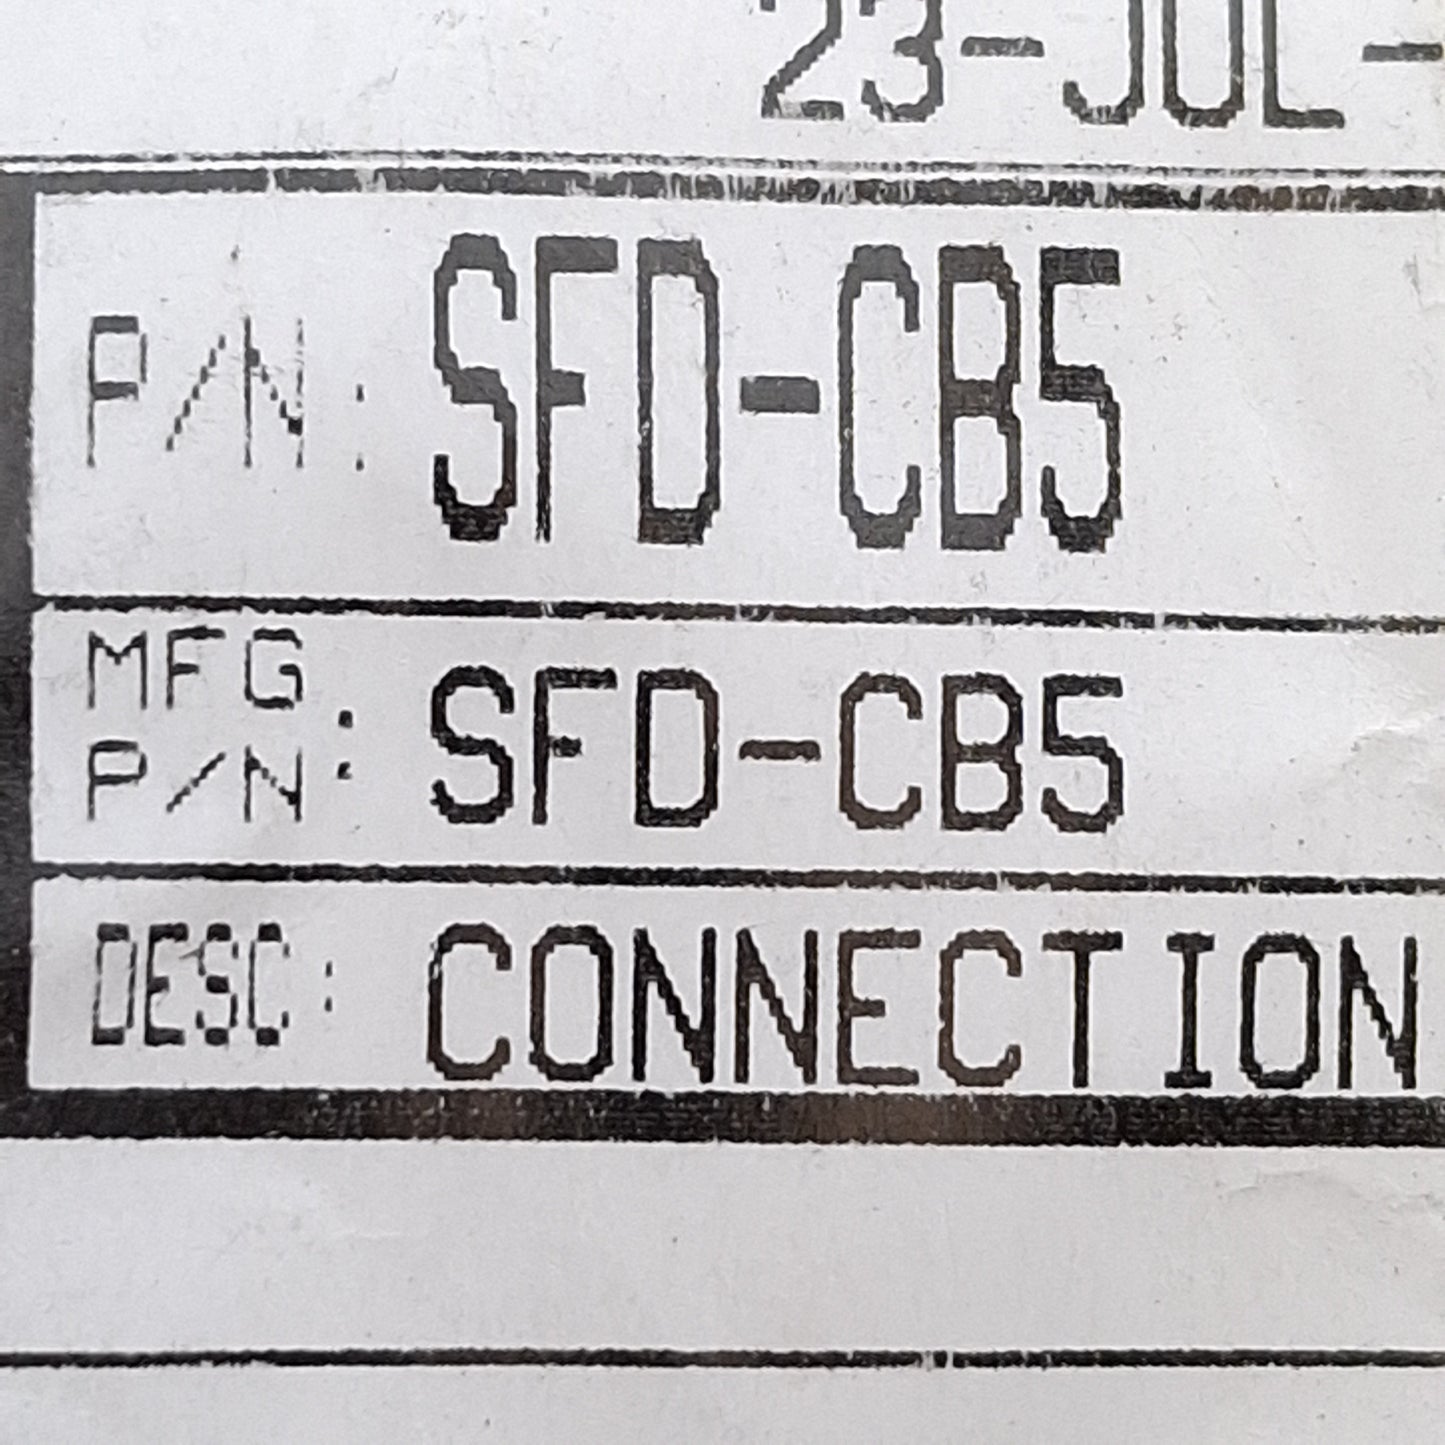 23-JUL-
P/N: SFD-CB5
MFG
P/N: SFD-CB5
DESC: CONNECTION